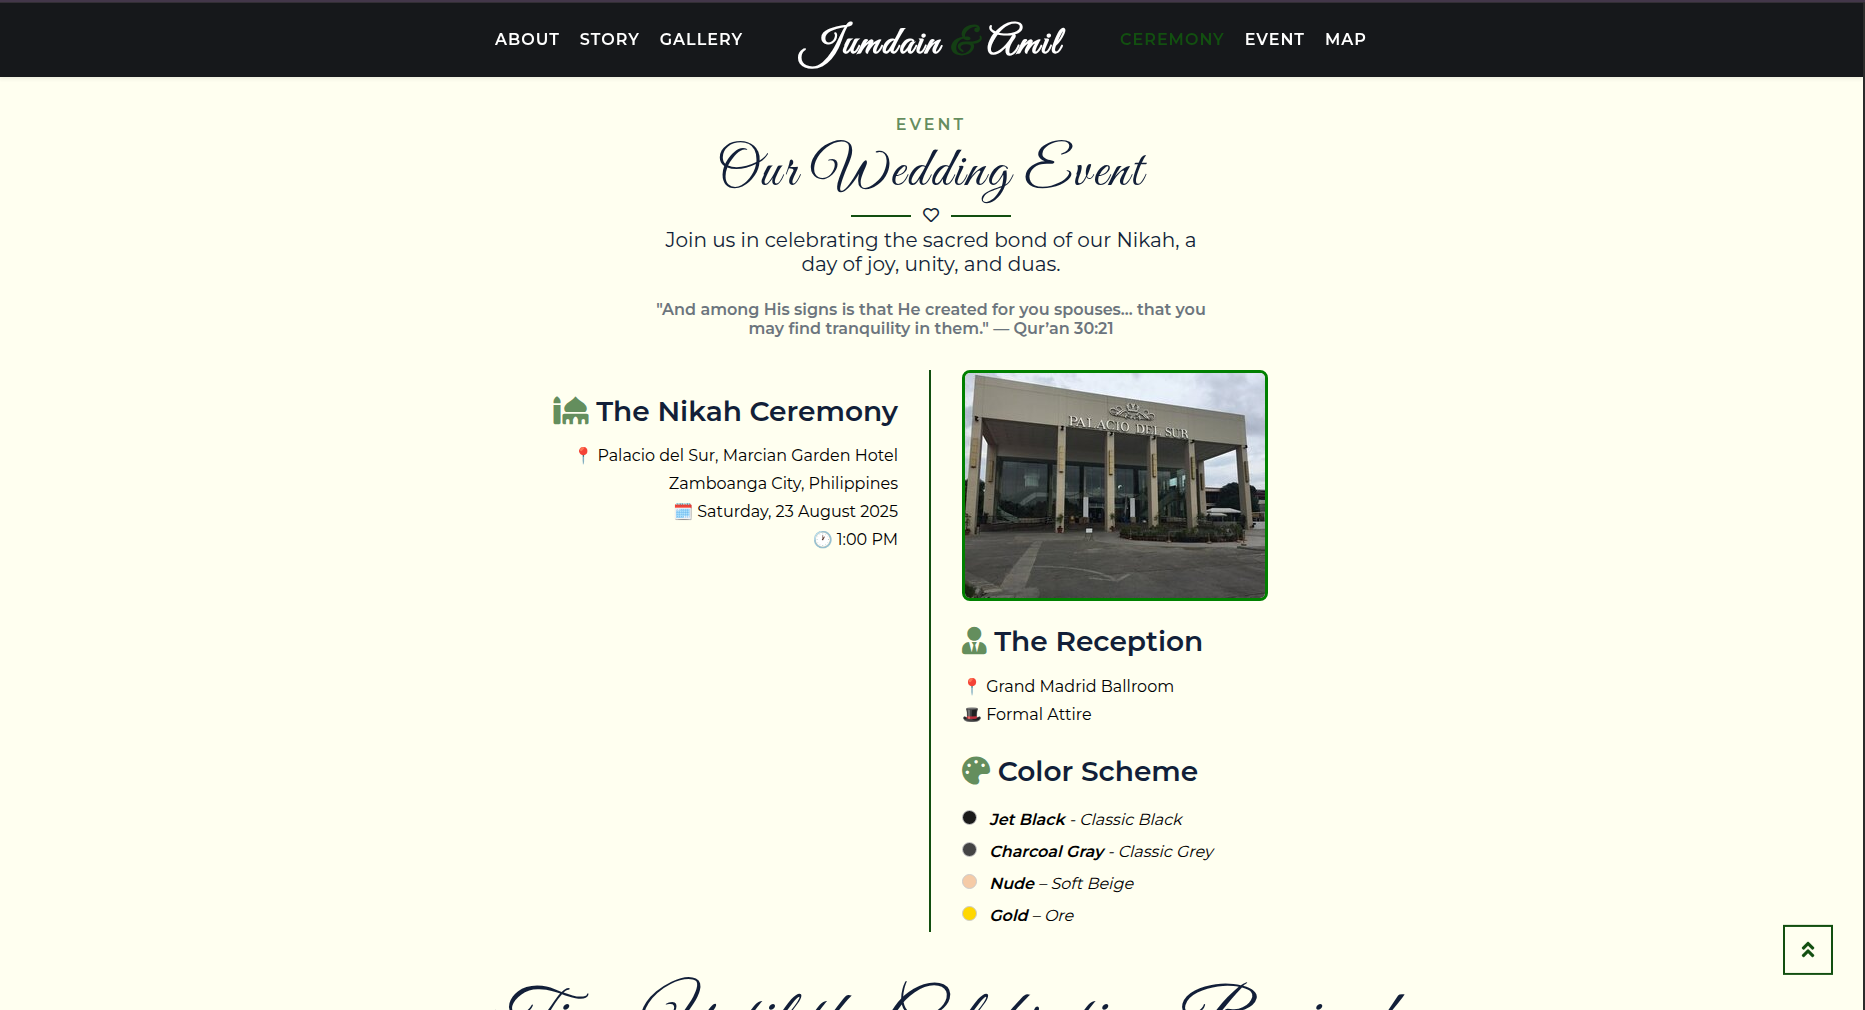 ABOUT STORY GALLERY Jumdain & Amil CEREMONY EVENT MAP
EVENT
Our Wedding Event
Join us in celebrating the sacred bond of our Nikah, a
day of joy, unity, and duas.
"And among His signs is that He created for you spouses... that you
may find tranquility in them." — Qur’an 30:21
The Nikah Ceremony
📍 Palacio del Sur, Marcian Garden Hotel
Zamboanga City, Philippines
🗓️ Saturday, 23 August 2025
🕐 1:00 PM
PALACIO DEL SUR
The Reception
📍 Grand Madrid Ballroom
🎩 Formal Attire
Color Scheme
Jet Black - Classic Black
Charcoal Gray - Classic Grey
Nude – Soft Beige
Gold – Ore